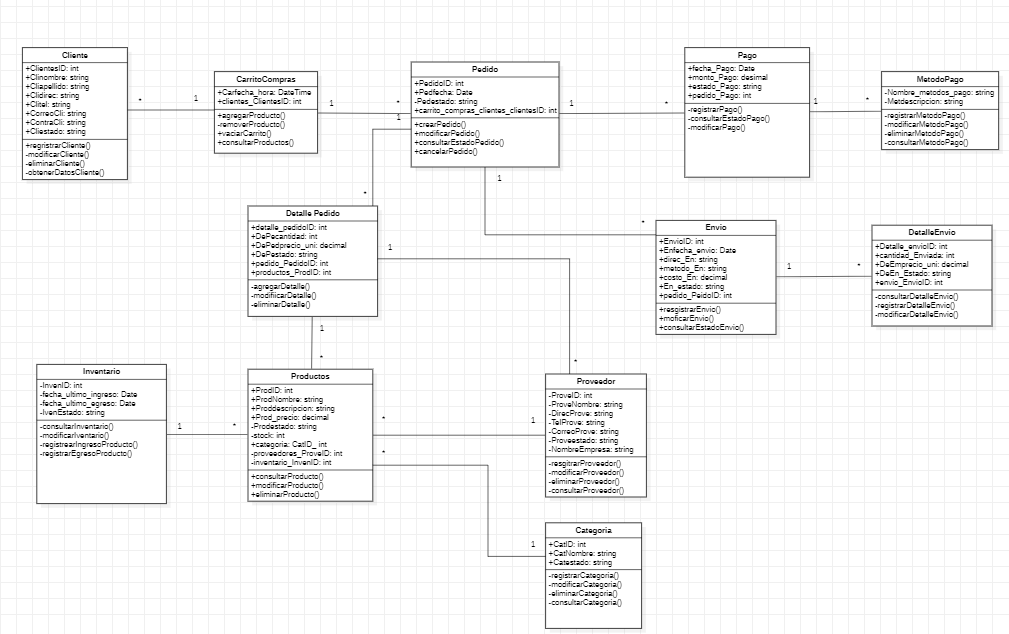 Cliente
+ClientesID: int
+Clinombre: string
+Cliapellido: string
+Clidirec: string
+Clitel: string
+CorreoCli: string
+ContraCli: string
+Cliestado: string
+regristrarCliente()
-modificarCliente()
-eliminarCliente()
-obtenerDatosCliente()
*
1
CarritoCompras
+Carfecha_hora: DateTime
+clientes_ClientesID: int
+agregarProducto()
-removerProducto()
-vaciarCarrito()
+consultarProductos()
1
*
1
Pedido
+PedidoID: int
+Pedfecha: Date
-Pedestado: string
+carrito_compras_clientes_clientesID: int
+crearPedido()
+modificarPedido()
+consultarEstadoPedido()
+cancelarPedido()
1
*
Pago
+fecha_Pago: Date
+monto_Pago: desimal
+estado_Pago: string
+pedido_Pago: int
-registrarPago()
-consultarEstadoPago()
-modificarPago()
1
*
MetodoPago
-Nombre_metodos_pago: string
-Metdescripcion: string
-registrarMetodoPago()
-modificarMetodoPago()
-eliminarMetodoPago()
-consultarMetodoPago()
1
*
*
Detalle Pedido
+detalle_pedidoID: int
+DePecantidad: int
+DePedprecio_uni: decimal
+DePestado: string
+pedido_PedidoID: int
+productos_ProdID: int
-agregarDetalle()
-modificarDetalle()
-eliminarDetalle()
1
1
*
*
Envio
+EnvioID: int
+Enfecha_envio: Date
+direc_En: string
+metodo_En: string
+costo_En: decimal
+En_estado: string
+pedido_PeidoID: int
+resgistrarEnvio()
+moficarEnvio()
+consultarEstadoEnvio()
1
*
DetalleEnvio
+Detalle_envioID: int
+cantidad_Enviada: int
+DeEmprecio_uni: decimal
+DeEn_Estado: string
+envio_EnvioID: int
-consultarDetalleEnvio()
-registrarDetalleEnvio()
-modificarDetalleEnvio()
Inventario
-InvenID: int
-fecha_ultimo_ingreso: Date
-fecha_ultimo_egreso: Date
-IvenEstado: string
-consultarInventario()
-modificarIventario()
-registrearIngresoProducto()
-registrarEgresoProducto()
1
*
Productos
+ProdID: int
+ProdNombre: string
+Proddescripcion: string
+Prod_precio: decimal
-Prodestado: string
-stock: int
+categoria: CatID_ int
-proveedores_ProveID: int
-inventario_InvenID: int
+consultarProducto()
+modificarProducto()
+eliminarProducto()
*
1
*
1
Proveedor
-ProveID: int
-ProveNombre: string
-DirecProve: string
-TelProve: string
-CorreoProve: string
-Proveestado: string
-NombreEmpresa: string
-resgitrarProveedor()
-modificarProveedor()
-eliminarProveedor()
-consultarProveedor()
Categoria
+CatID: int
+CatNombre: string
+Catestado: string
-registrarCategoria()
-modificarCategoria()
-eliminarCategoria()
-consultarCategoria()